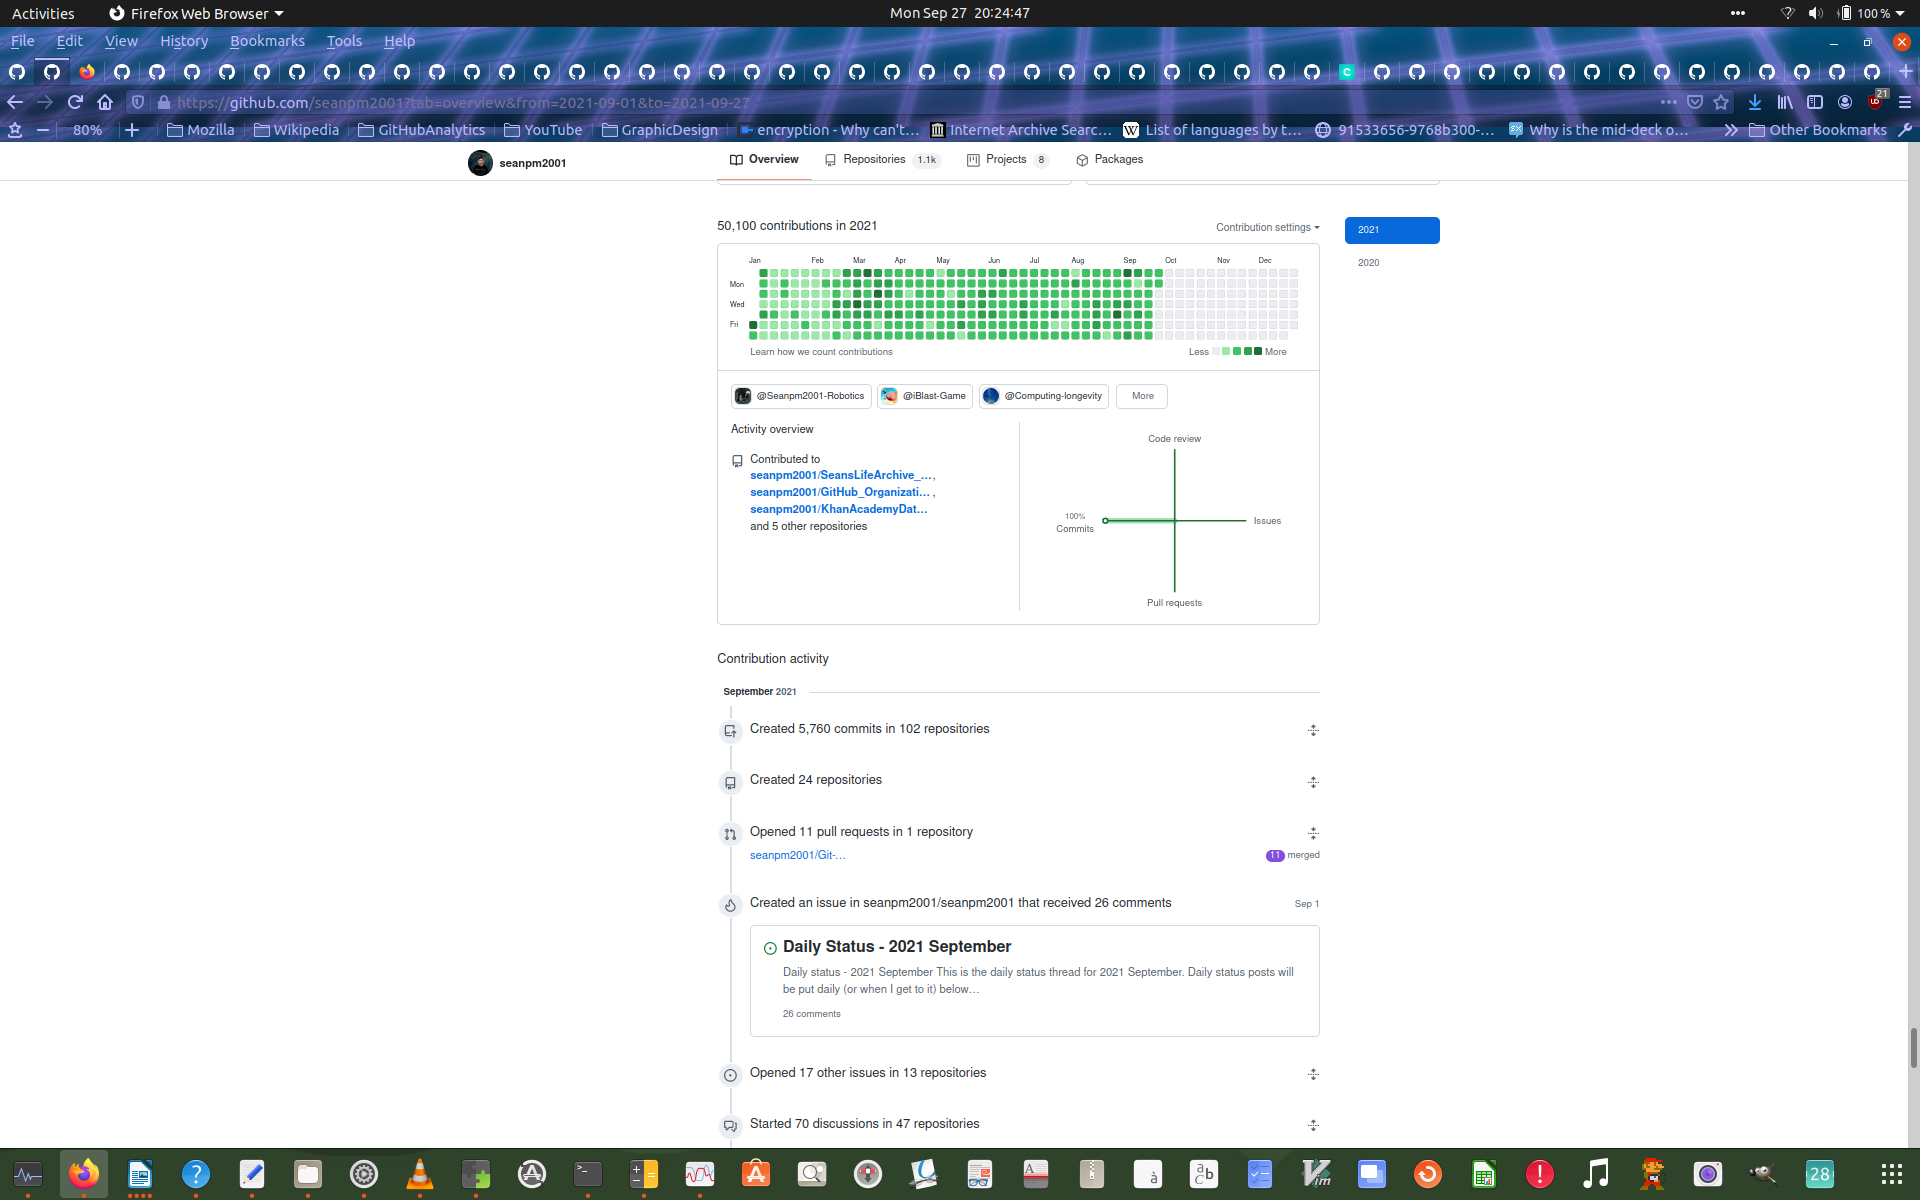 Activities
Firefox Web Browser
Mon Sep 27 20:24:47
100 %
File Edit View History Bookmarks Tools Help
https://github.com/seanpm2001?tab=overview&from=2021-09-01&to=2021-09-27
21
80%
Mozilla
Wikipedia
GitHubAnalytics
YouTube
GraphicDesign
encryption - Why can't…
Internet Archive Searc…
List of languages by t…
91533656-9768b300-…
Why is the mid-deck o…
Other Bookmarks
seanpm2001
Overview
Repositories 1.1k
Projects 8
Packages
50,100 contributions in 2021
Contribution settings
2021
2020
Jan Feb Mar Apr May Jun Jul Aug Sep Oct Nov Dec
Mon
Wed
Fri
Learn how we count contributions
Less
More
@Seanpm2001-Robotics
@iBlast-Game
@Computing-longevity
More
Activity overview
Contributed to
seanpm2001/SeansLifeArchive_…,
seanpm2001/GitHub_Organizati… ,
seanpm2001/KhanAcademyDat…
and 5 other repositories
Code review
100%
Commits
Issues
Pull requests
Contribution activity
September 2021
Created 5,760 commits in 102 repositories
Created 24 repositories
Opened 11 pull requests in 1 repository
seanpm2001/Git-…
11 merged
Created an issue in seanpm2001/seanpm2001 that received 26 comments
Sep 1
Daily Status - 2021 September
Daily status - 2021 September This is the daily status thread for 2021 September. Daily status posts will
be put daily (or when I get to it) below…
26 comments
Opened 17 other issues in 13 repositories
Started 70 discussions in 47 repositories
28